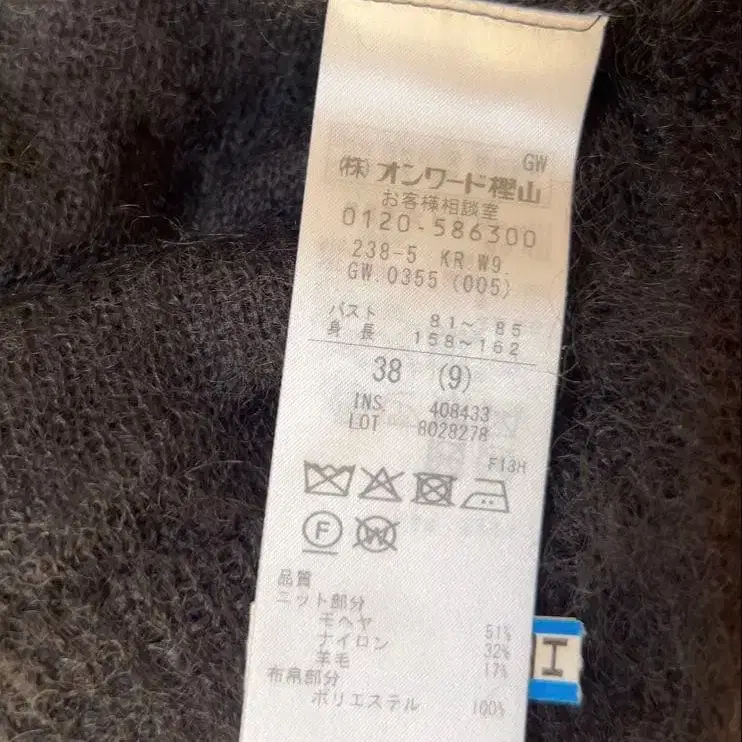 GW
(株)オンワード樫山
お客様相談室
0120-586300
238-5 KR W9
GW.0355 (005)
バスト 81〜 85
身 長 158〜162
38 (9)
INS. 408433
LOT 8028278
F13H
F
W
品質
ニット部分
モヘヤ 51%
ナイロン 32%
羊毛 17%
布帛部分
ポリエステル 100%
エ